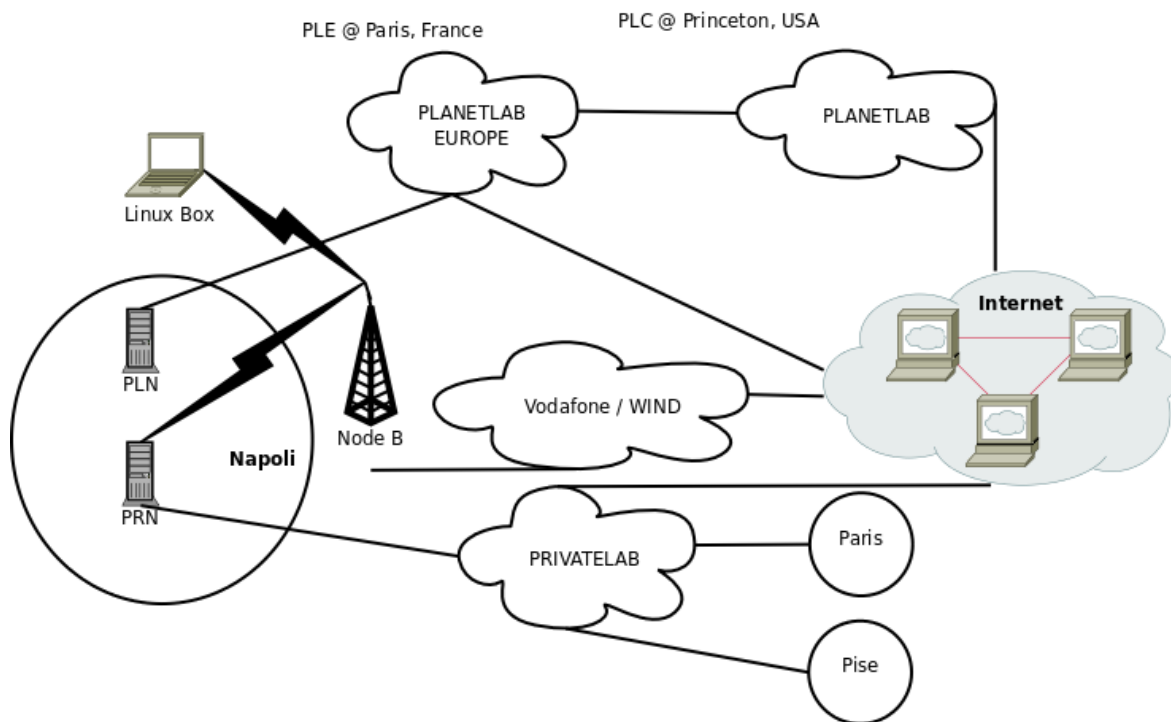 PLE @ Paris, France
PLC @ Princeton, USA
PLANETLAB
EUROPE
PLANETLAB
Linux Box
Internet
PLN
Vodafone / WIND
Node B
Napoli
PRN
Paris
PRIVATELAB
Pise